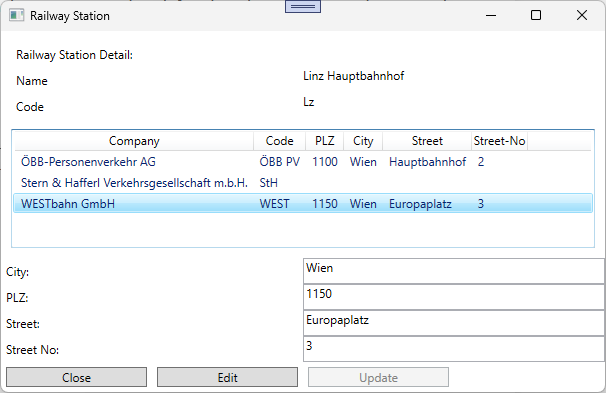 Railway Station
Railway Station Detail:
Name Linz Hauptbahnhof
Code Lz
Company Code PLZ City Street Street-No
ÖBB-Personenverkehr AG ÖBB PV 1100 Wien Hauptbahnhof 2
Stern & Hafferl Verkehrsgesellschaft m.b.H. StH
WESTbahn GmbH WEST 1150 Wien Europaplatz 3
City: Wien
PLZ: 1150
Street: Europaplatz
Street No: 3
Close Edit Update